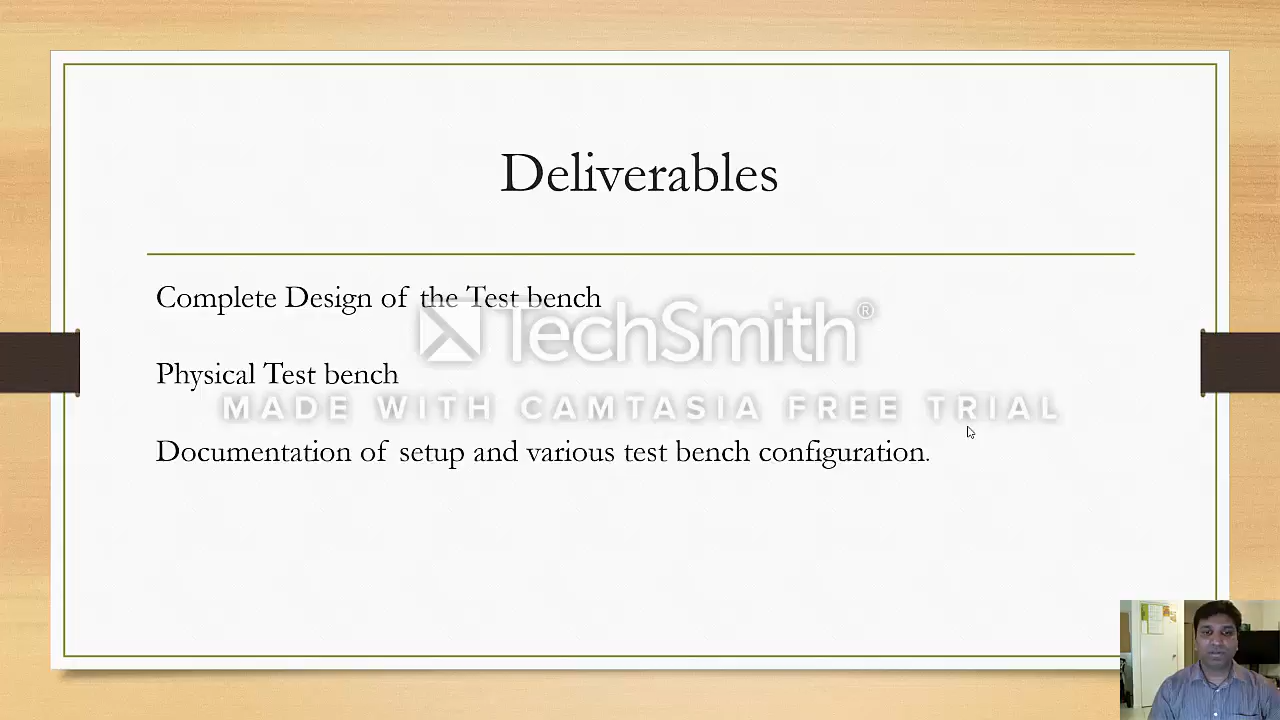 Deliverables
Complete Design of the Test bench
TechSmith®
Physical Test bench
MADE WITH CAMTASIA FREE TRIAL
Documentation of setup and various test bench configuration.